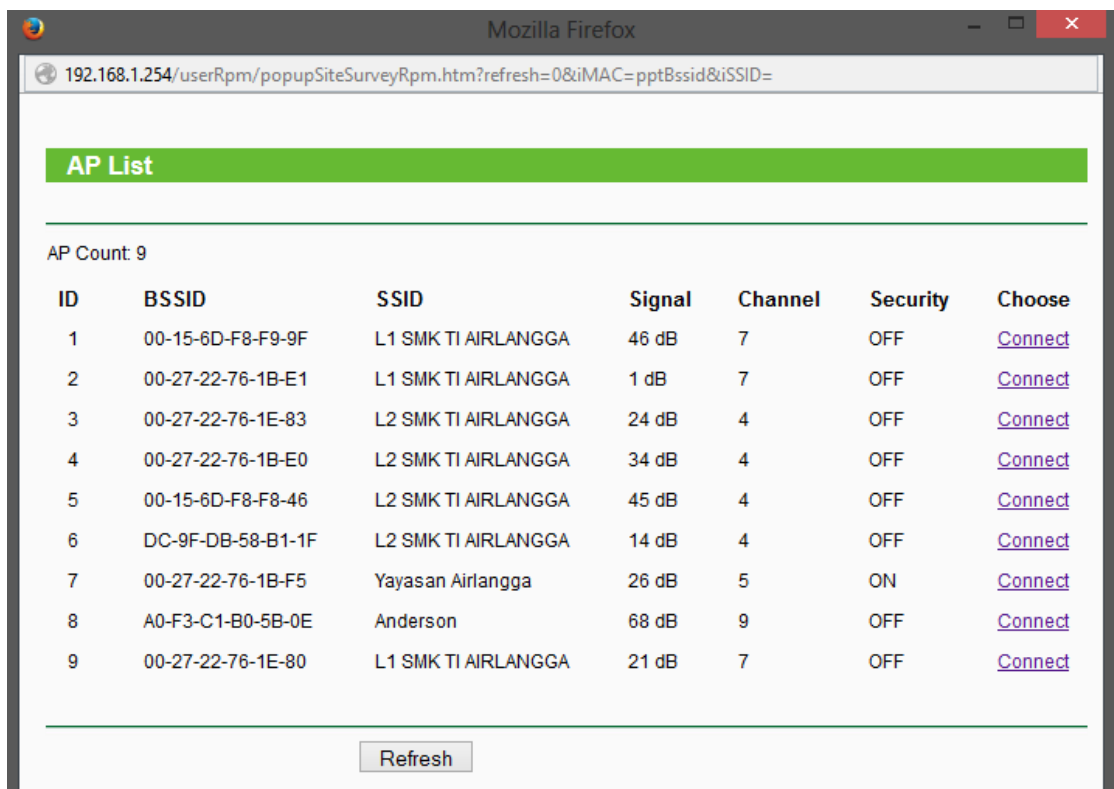 Mozilla Firefox
192.168.1.254/userRpm/popupSiteSurveyRpm.htm?refresh=0&iMAC=pptBssid&iSSID=
AP List
AP Count: 9
ID BSSID SSID Signal Channel Security Choose
1 00-15-6D-F8-F9-9F L1 SMK TI AIRLANGGA 46 dB 7 OFF Connect
2 00-27-22-76-1B-E1 L1 SMK TI AIRLANGGA 1 dB 7 OFF Connect
3 00-27-22-76-1E-83 L2 SMK TI AIRLANGGA 24 dB 4 OFF Connect
4 00-27-22-76-1B-E0 L2 SMK TI AIRLANGGA 34 dB 4 OFF Connect
5 00-15-6D-F8-F8-46 L2 SMK TI AIRLANGGA 45 dB 4 OFF Connect
6 DC-9F-DB-58-B1-1F L2 SMK TI AIRLANGGA 14 dB 4 OFF Connect
7 00-27-22-76-1B-F5 Yayasan Airlangga 26 dB 5 ON Connect
8 A0-F3-C1-B0-5B-0E Anderson 68 dB 9 OFF Connect
9 00-27-22-76-1E-80 L1 SMK TI AIRLANGGA 21 dB 7 OFF Connect
Refresh